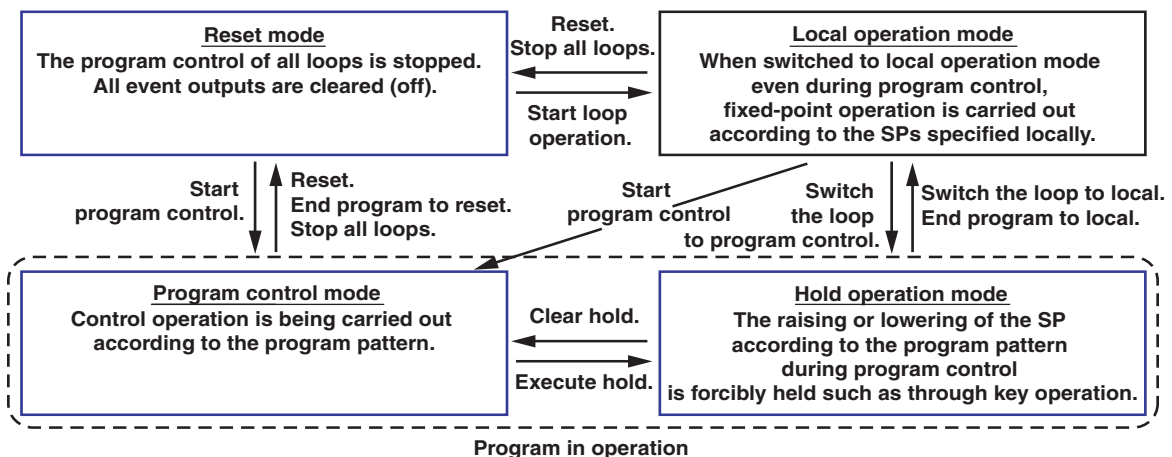 Reset mode
The program control of all loops is stopped.
All event outputs are cleared (off).
Reset.
Stop all loops.
Start loop
operation.
Local operation mode
When switched to local operation mode
even during program control,
fixed-point operation is carried out
according to the SPs specified locally.
Start
program control.
Reset.
End program to reset.
Stop all loops.
Start
program control
Switch
the loop
to program control.
Switch the loop to local.
End program to local.
Program control mode
Control operation is being carried out
according to the program pattern.
Clear hold.
Execute hold.
Hold operation mode
The raising or lowering of the SP
according to the program pattern
during program control
is forcibly held such as through key operation.
Program in operation